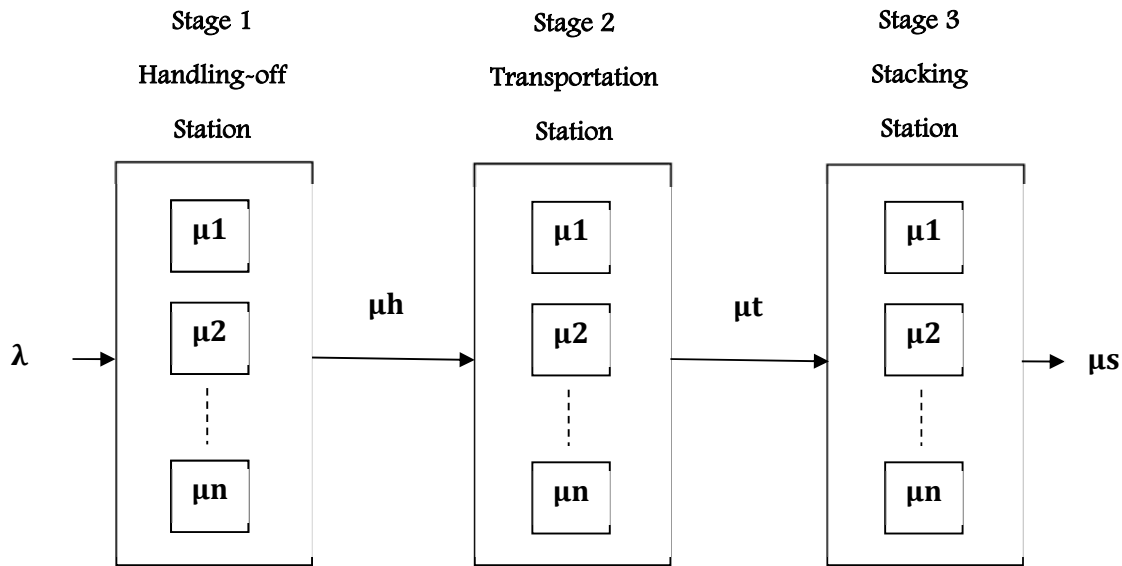 Stage 1
Handling-off
Station
Stage 2
Transportation
Station
Stage 3
Stacking
Station
λ
μ1
μ2
μn
μh
μ1
μ2
μn
μt
μ1
μ2
μn
μs